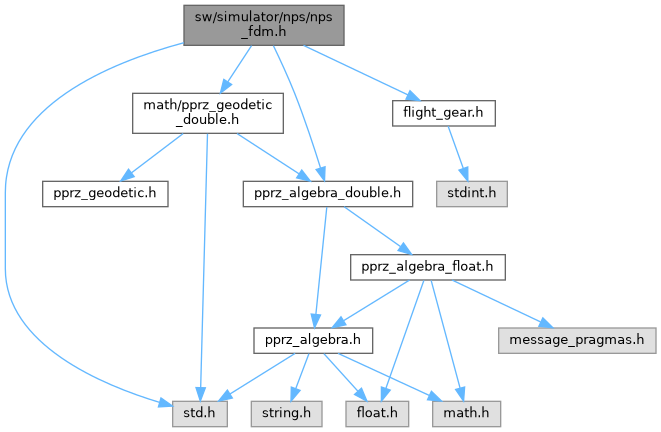 sw/simulator/nps/nps
_fdm.h
math/pprz_geodetic
_double.h
flight_gear.h
pprz_geodetic.h
pprz_algebra_double.h
stdint.h
pprz_algebra_float.h
pprz_algebra.h
message_pragmas.h
std.h
string.h
float.h
math.h